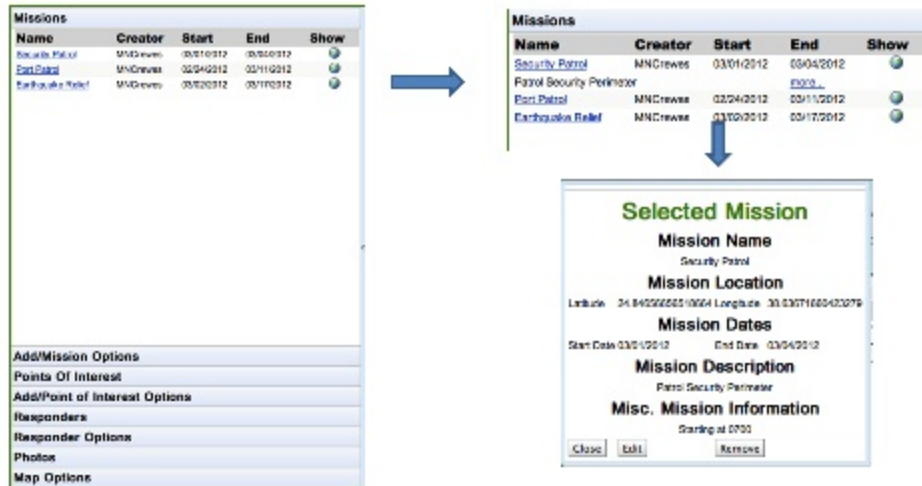 Missions
Name Creator Start End Show
Security Patrol MNCrewes 03/01/2012 03/04/2012
Port Patrol MNCrewes 02/24/2012 03/11/2012
Earthquake Relief MNCrewes 03/02/2012 03/17/2012
Add/Mission Options
Points Of Interest
Add/Point of Interest Options
Responders
Responder Options
Photos
Map Options
Missions
Name Creator Start End Show
Security Patrol MNCrewes 03/01/2012 03/04/2012
Patrol Security Perimeter more..
Port Patrol MNCrewes 02/24/2012 03/11/2012
Earthquake Relief MNCrewes 03/02/2012 03/17/2012
Selected Mission
Mission Name
Security Patrol
Mission Location
Latitude Longitude
Mission Dates
Start Date 03/01/2012 End Date 03/04/2012
Mission Description
Patrol Security Perimeter
Misc. Mission Information
Starting at 0700
Close Edit Remove